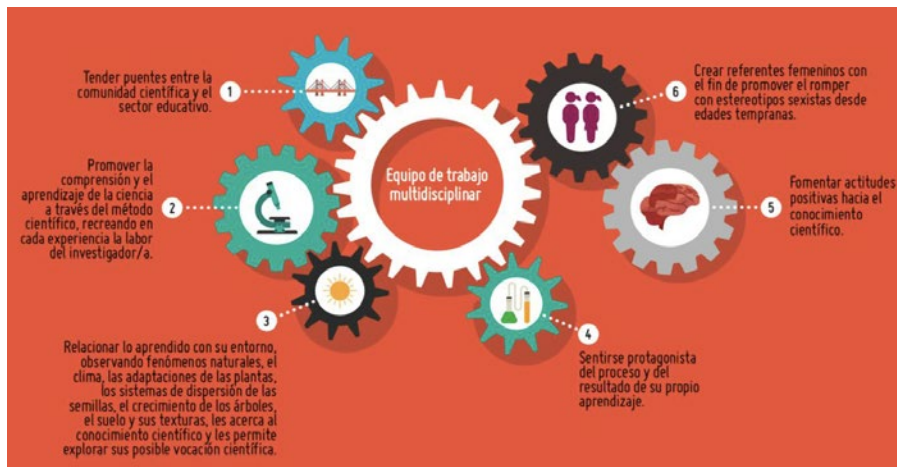 Tender puentes entre la
comunidad científica y el
sector educativo.
1
Promover la
comprensión y el
aprendizaje de la ciencia
a través del método
científico, recreando en
cada experiencia la labor
del investigador/a.
2
3
Relacionar lo aprendido con su entorno,
observando fenómenos naturales, el
clima, las adaptaciones de las plantas,
los sistemas de dispersión de las
semillas, el crecimiento de los árboles,
el suelo y sus texturas, les acerca al
conocimiento científico y les permite
explorar sus posible vocación científica.
Equipo de trabajo
multidisciplinar
4
Sentirse protagonista
del proceso y del
resultado de su propio
aprendizaje.
5
Fomentar actitudes
positivas hacia el
conocimiento
científico.
6
Crear referentes femeninos con
el fin de promover el romper
con estereotipos sexistas desde
edades tempranas.